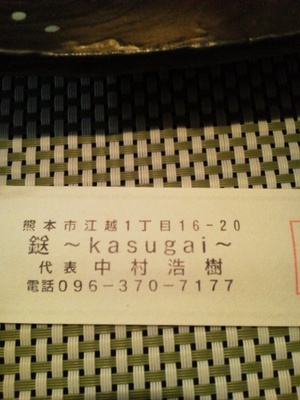 熊本市江越1丁目16-20
鎹 ～kasugai～
代表 中村浩樹
電話096-370-7177